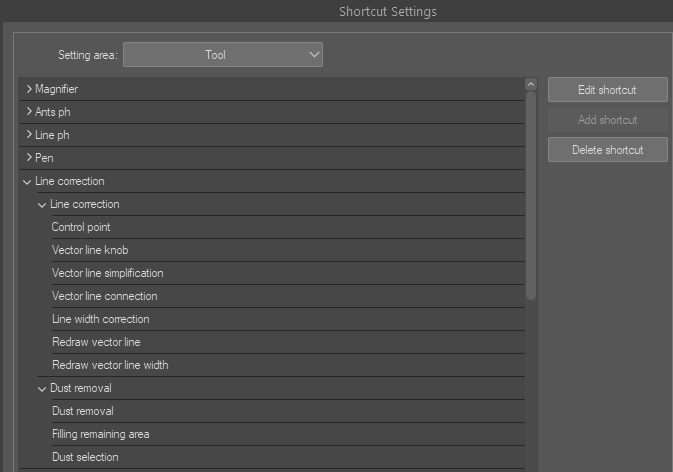 Shortcut Settings
Setting area: Tool
Magnifier
Edit shortcut
Ants ph
Add shortcut
Line ph
Delete shortcut
Pen
Line correction
Line correction
Control point
Vector line knob
Vector line simplification
Vector line connection
Line width correction
Redraw vector line
Redraw vector line width
Dust removal
Dust removal
Filling remaining area
Dust selection